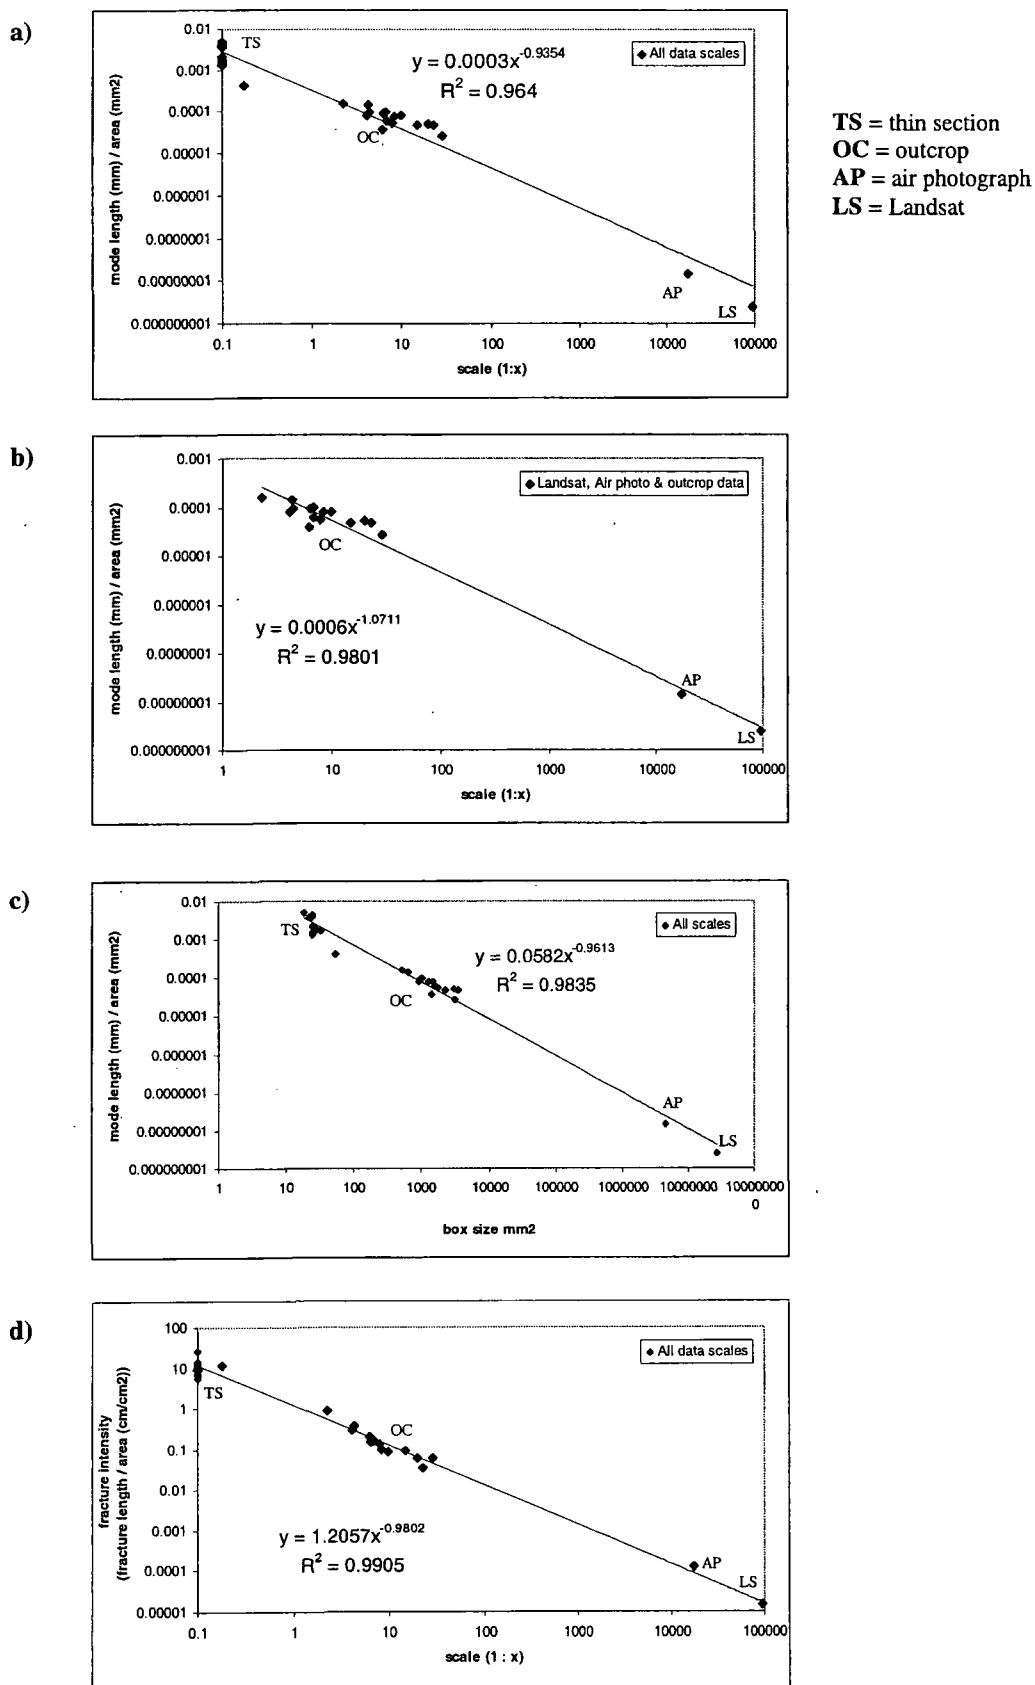 a)
0.01
0.001
0.0001
0.00001
0.000001
0.0000001
0.00000001
0.000000001
mode length (mm) / area (mm2)
TS
y = 0.0003x^-0.9354
R^2 = 0.964
All data scales
OC
AP
LS
0.1 1 10 100 1000 10000 100000
scale (1:x)
TS = thin section
OC = outcrop
AP = air photograph
LS = Landsat
b)
0.001
0.0001
0.00001
0.000001
0.0000001
0.00000001
0.000000001
mode length (mm) / area (mm2)
Landsat, Air photo & outcrop data
OC
y = 0.0006x^-1.0711
R^2 = 0.9801
AP
LS
1 10 100 1000 10000 100000
scale (1:x)
c)
0.01
0.001
0.0001
0.00001
0.000001
0.0000001
0.00000001
0.000000001
mode length (mm) / area (mm2)
All scales
TS
y = 0.0582x^-0.9613
R^2 = 0.9835
OC
AP
LS
1 10 100 1000 10000 100000 1000000 10000000 10000000
0
box size mm2
d)
100
10
1
0.1
0.01
0.001
0.0001
0.00001
fracture intensity
(fracture length / area (cm/cm2))
All data scales
TS
OC
y = 1.2057x^-0.9802
R^2 = 0.9905
AP
LS
0.1 1 10 100 1000 10000 100000
scale (1 : x)